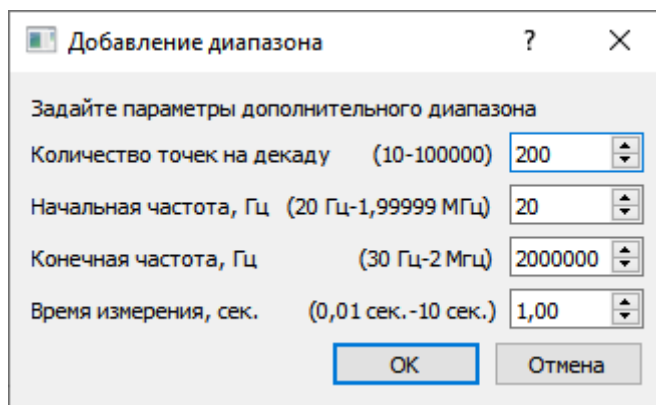 Добавление диапазона ?
Задайте параметры дополнительного диапазона
Количество точек на декаду (10-100000) 200
Начальная частота, Гц (20 Гц-1,99999 МГц) 20
Конечная частота, Гц (30 Гц-2 Мгц) 2000000
Время измерения, сек. (0,01 сек.-10 сек.) 1,00
OK Отмена